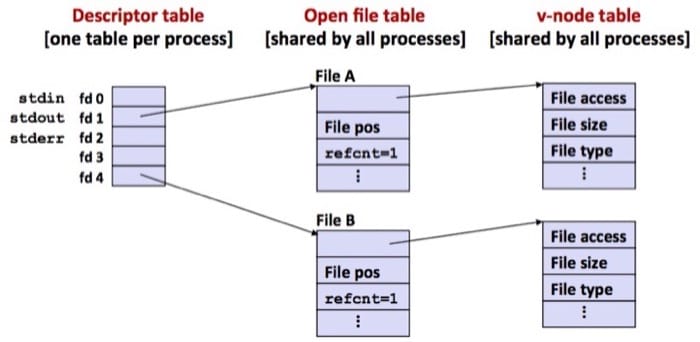 Descriptor table
[one table per process]
Open file table
[shared by all processes]
v-node table
[shared by all processes]
stdin fd 0
stdout fd 1
stderr fd 2
fd 3
fd 4
File A
File pos
refcnt=1
⋮
File access
File size
File type
⋮
File B
File pos
refcnt=1
⋮
File access
File size
File type
⋮